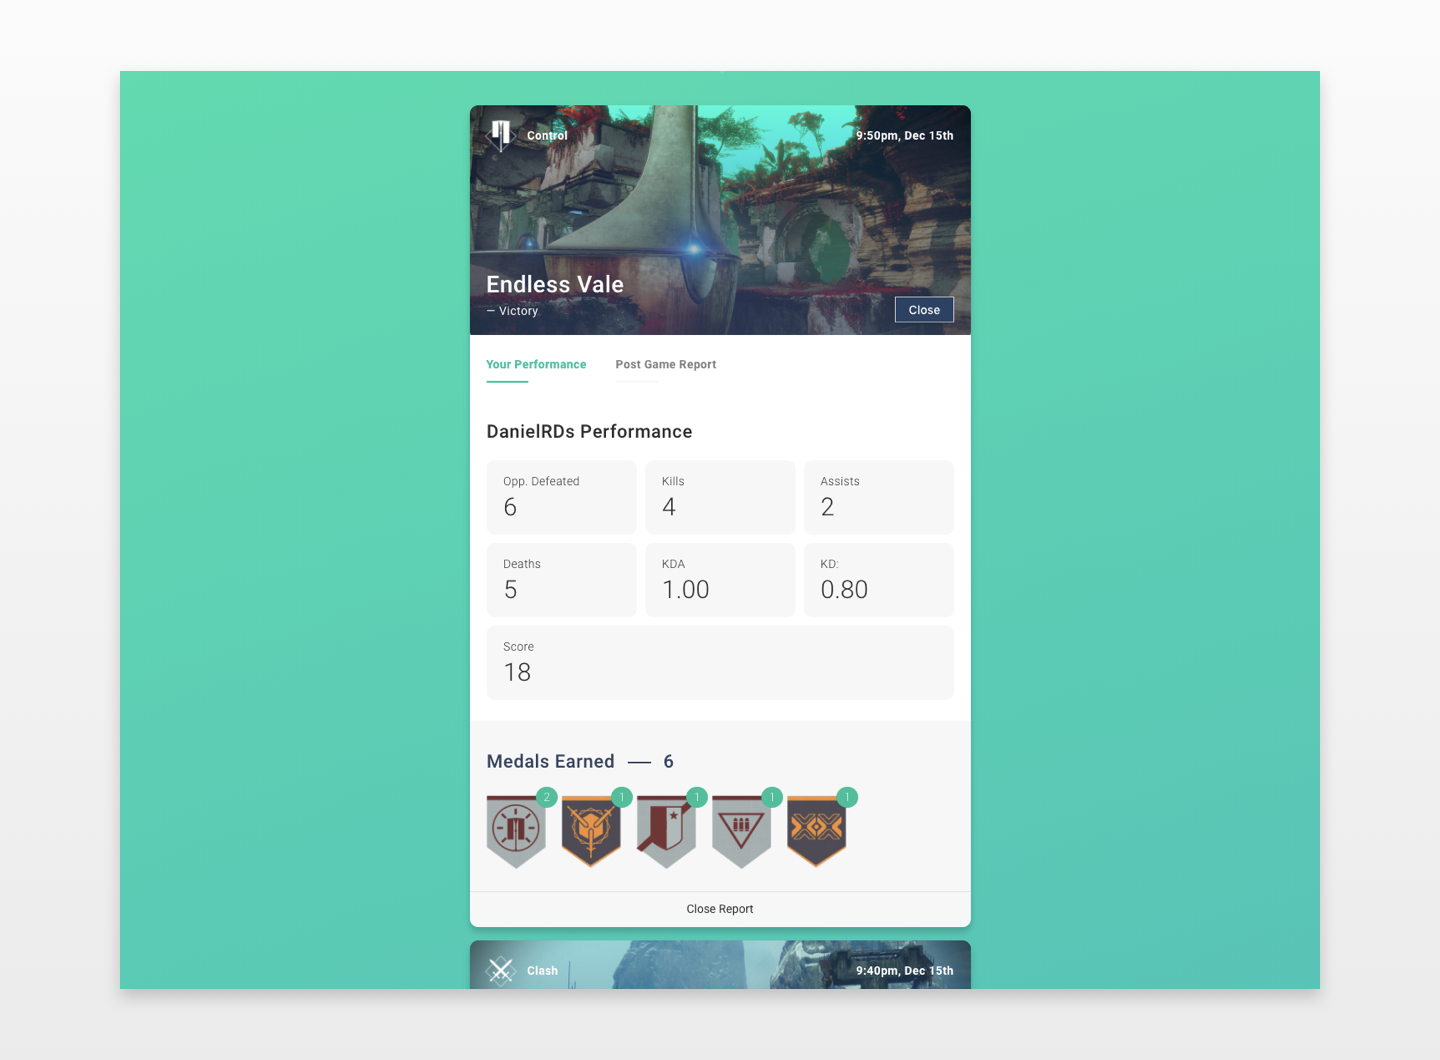 Control 9:50pm, Dec 15th
Endless Vale
— Victory
Close
Your Performance Post Game Report
DanielRDs Performance
Opp. Defeated Kills Assists
6 4 2
Deaths KDA KD:
5 1.00 0.80
Score
18
Medals Earned — 6
2 1 1 1 1
Close Report
Clash 9:40pm, Dec 15th